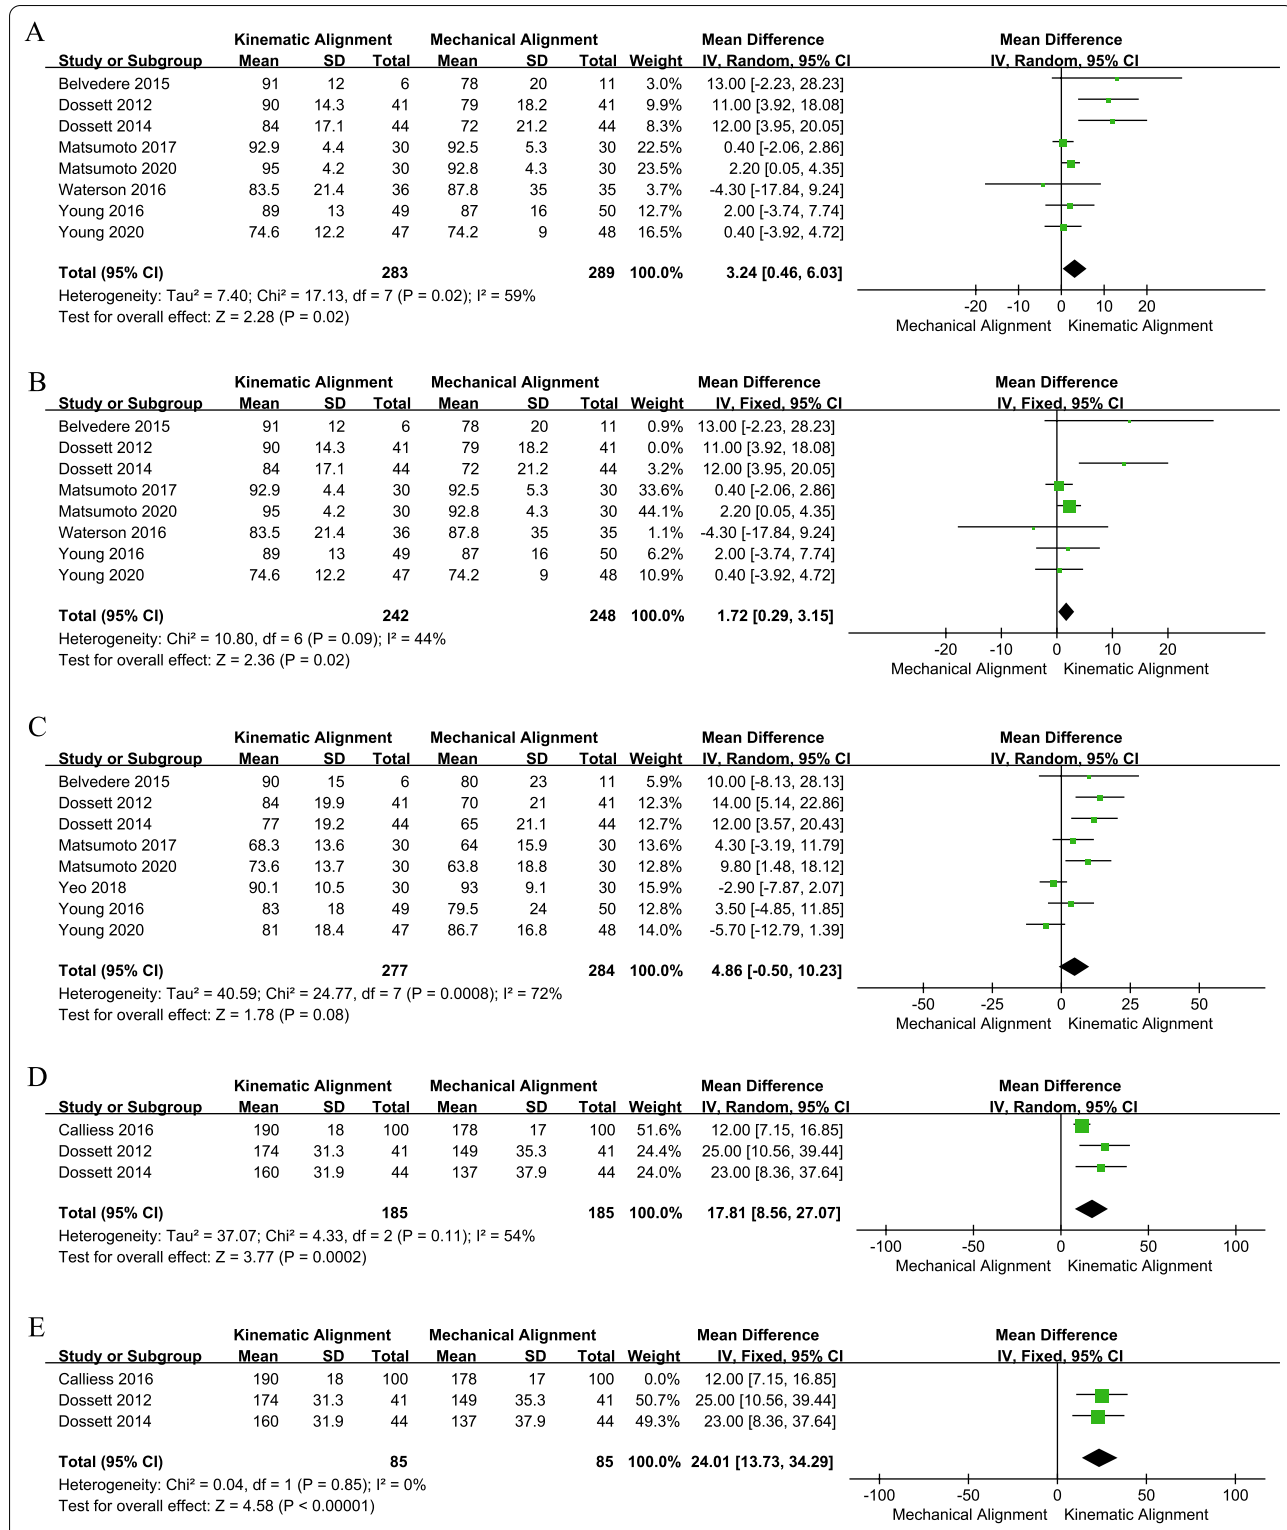 A
Kinematic Alignment Mechanical Alignment Mean Difference Mean Difference
Study or Subgroup Mean SD Total Mean SD Total Weight IV, Random, 95% CI IV, Random, 95% CI
Belvedere 2015 91 12 6 78 20 11 3.0% 13.00 [-2.23, 28.23]
Dossett 2012 90 14.3 41 79 18.2 41 9.9% 11.00 [3.92, 18.08]
Dossett 2014 84 17.1 44 72 21.2 44 8.3% 12.00 [3.95, 20.05]
Matsumoto 2017 92.9 4.4 30 92.5 5.3 30 22.5% 0.40 [-2.06, 2.86]
Matsumoto 2020 95 4.2 30 92.8 4.3 30 23.5% 2.20 [0.05, 4.35]
Waterson 2016 83.5 21.4 36 87.8 35 35 3.7% -4.30 [-17.84, 9.24]
Young 2016 89 13 49 87 16 50 12.7% 2.00 [-3.74, 7.74]
Young 2020 74.6 12.2 47 74.2 9 48 16.5% 0.40 [-3.92, 4.72]
Total (95% CI) 283 289 100.0% 3.24 [0.46, 6.03]
Heterogeneity: Tau² = 7.40; Chi² = 17.13, df = 7 (P = 0.02); I² = 59%
Test for overall effect: Z = 2.28 (P = 0.02)
-20 -10 0 10 20
Mechanical Alignment Kinematic Alignment
B
Kinematic Alignment Mechanical Alignment Mean Difference Mean Difference
Study or Subgroup Mean SD Total Mean SD Total Weight IV, Fixed, 95% CI IV, Fixed, 95% CI
Belvedere 2015 91 12 6 78 20 11 0.9% 13.00 [-2.23, 28.23]
Dossett 2012 90 14.3 41 79 18.2 41 0.0% 11.00 [3.92, 18.08]
Dossett 2014 84 17.1 44 72 21.2 44 3.2% 12.00 [3.95, 20.05]
Matsumoto 2017 92.9 4.4 30 92.5 5.3 30 33.6% 0.40 [-2.06, 2.86]
Matsumoto 2020 95 4.2 30 92.8 4.3 30 44.1% 2.20 [0.05, 4.35]
Waterson 2016 83.5 21.4 36 87.8 35 35 1.1% -4.30 [-17.84, 9.24]
Young 2016 89 13 49 87 16 50 6.2% 2.00 [-3.74, 7.74]
Young 2020 74.6 12.2 47 74.2 9 48 10.9% 0.40 [-3.92, 4.72]
Total (95% CI) 242 248 100.0% 1.72 [0.29, 3.15]
Heterogeneity: Chi² = 10.80, df = 6 (P = 0.09); I² = 44%
Test for overall effect: Z = 2.36 (P = 0.02)
-20 -10 0 10 20
Mechanical Alignment Kinematic Alignment
C
Kinematic Alignment Mechanical Alignment Mean Difference Mean Difference
Study or Subgroup Mean SD Total Mean SD Total Weight IV, Random, 95% CI IV, Random, 95% CI
Belvedere 2015 90 15 6 80 23 11 5.9% 10.00 [-8.13, 28.13]
Dossett 2012 84 19.9 41 70 21 41 12.3% 14.00 [5.14, 22.86]
Dossett 2014 77 19.2 44 65 21.1 44 12.7% 12.00 [3.57, 20.43]
Matsumoto 2017 68.3 13.6 30 64 15.9 30 13.6% 4.30 [-3.19, 11.79]
Matsumoto 2020 73.6 13.7 30 63.8 18.8 30 12.8% 9.80 [1.48, 18.12]
Yeo 2018 90.1 10.5 30 93 9.1 30 15.9% -2.90 [-7.87, 2.07]
Young 2016 83 18 49 79.5 24 50 12.8% 3.50 [-4.85, 11.85]
Young 2020 81 18.4 47 86.7 16.8 48 14.0% -5.70 [-12.79, 1.39]
Total (95% CI) 277 284 100.0% 4.86 [-0.50, 10.23]
Heterogeneity: Tau² = 40.59; Chi² = 24.77, df = 7 (P = 0.0008); I² = 72%
Test for overall effect: Z = 1.78 (P = 0.08)
-50 -25 0 25 50
Mechanical Alignment Kinematic Alignment
D
Kinematic Alignment Mechanical Alignment Mean Difference Mean Difference
Study or Subgroup Mean SD Total Mean SD Total Weight IV, Random, 95% CI IV, Random, 95% CI
Calliess 2016 190 18 100 178 17 100 51.6% 12.00 [7.15, 16.85]
Dossett 2012 174 31.3 41 149 35.3 41 24.4% 25.00 [10.56, 39.44]
Dossett 2014 160 31.9 44 137 37.9 44 24.0% 23.00 [8.36, 37.64]
Total (95% CI) 185 185 100.0% 17.81 [8.56, 27.07]
Heterogeneity: Tau² = 37.07; Chi² = 4.33, df = 2 (P = 0.11); I² = 54%
Test for overall effect: Z = 3.77 (P = 0.0002)
-100 -50 0 50 100
Mechanical Alignment Kinematic Alignment
E
Kinematic Alignment Mechanical Alignment Mean Difference Mean Difference
Study or Subgroup Mean SD Total Mean SD Total Weight IV, Fixed, 95% CI IV, Fixed, 95% CI
Calliess 2016 190 18 100 178 17 100 0.0% 12.00 [7.15, 16.85]
Dossett 2012 174 31.3 41 149 35.3 41 50.7% 25.00 [10.56, 39.44]
Dossett 2014 160 31.9 44 137 37.9 44 49.3% 23.00 [8.36, 37.64]
Total (95% CI) 85 85 100.0% 24.01 [13.73, 34.29]
Heterogeneity: Chi² = 0.04, df = 1 (P = 0.85); I² = 0%
Test for overall effect: Z = 4.58 (P < 0.00001)
-100 -50 0 50 100
Mechanical Alignment Kinematic Alignment